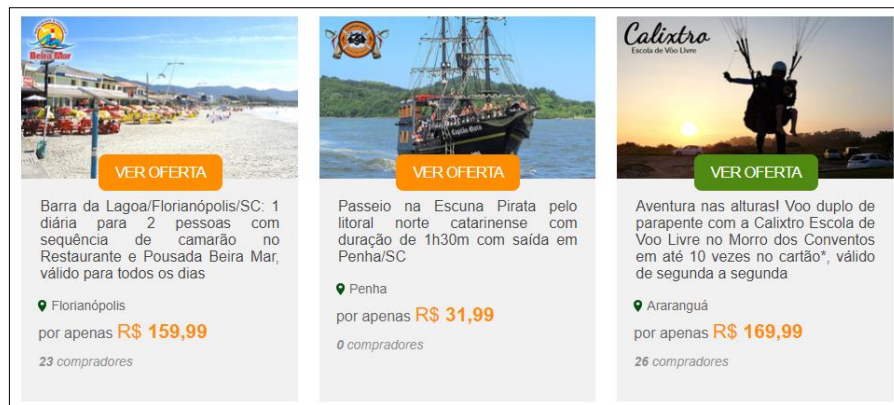 Beira Mar
VER OFERTA
Barra da Lagoa/Florianópolis/SC: 1
diária para 2 pessoas com
sequência de camarão no
Restaurante e Pousada Beira Mar,
válido para todos os dias
Florianópolis
por apenas R$ 159,99
23 compradores
VER OFERTA
Passeio na Escuna Pirata pelo
litoral norte catarinense com
duração de 1h30m com saída em
Penha/SC
Penha
por apenas R$ 31,99
0 compradores
Calixtro
Escola de Vôo Livre
VER OFERTA
Aventura nas alturas! Voo duplo de
parapente com a Calixtro Escola de
Voo Livre no Morro dos Conventos
em até 10 vezes no cartão*, válido
de segunda a segunda
Araranguá
por apenas R$ 169,99
26 compradores